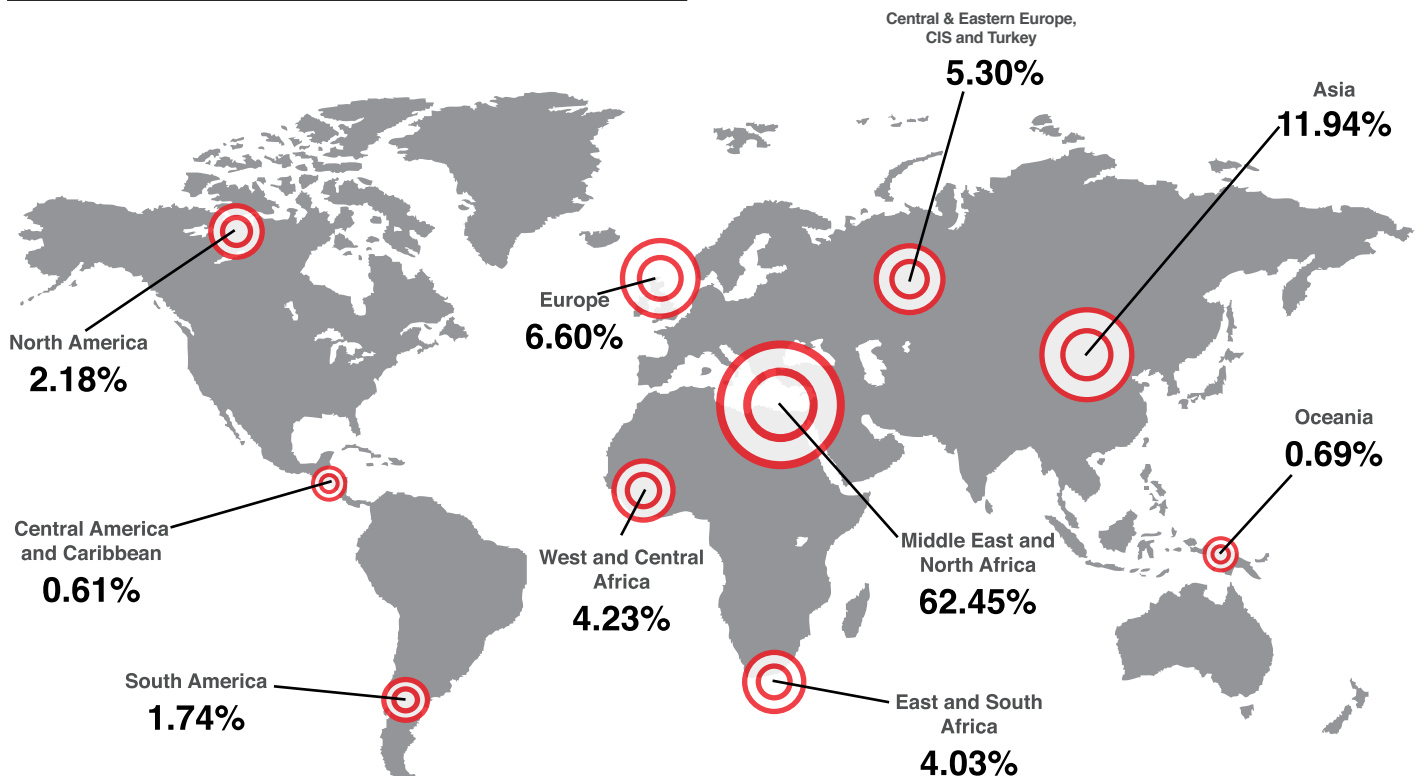 Central & Eastern Europe,
CIS and Turkey
5.30%
Asia
11.94%
Europe
6.60%
North America
2.18%
Oceania
0.69%
Central America
and Caribbean
0.61%
West and Central
Africa
4.23%
Middle East and
North Africa
62.45%
South America
1.74%
East and South
Africa
4.03%